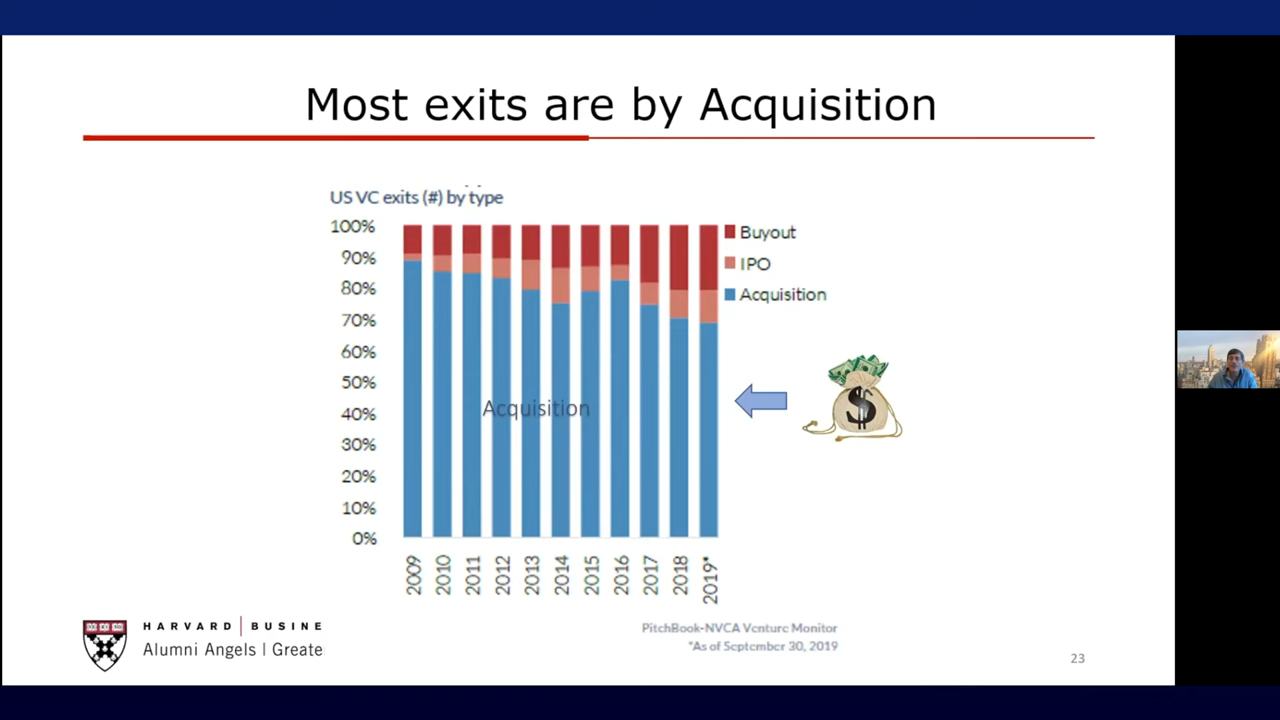 Most exits are by Acquisition
US VC exits (#) by type
100%
90%
80%
70%
60%
50%
40%
30%
20%
10%
0%
Buyout
IPO
Acquisition
Acquisition
$
2009
2010
2011
2012
2013
2014
2015
2016
2017
2018
2019*
PitchBook-NVCA Venture Monitor
*As of September 30, 2019
HARVARD | BUSINE
Alumni Angels | Greate
23